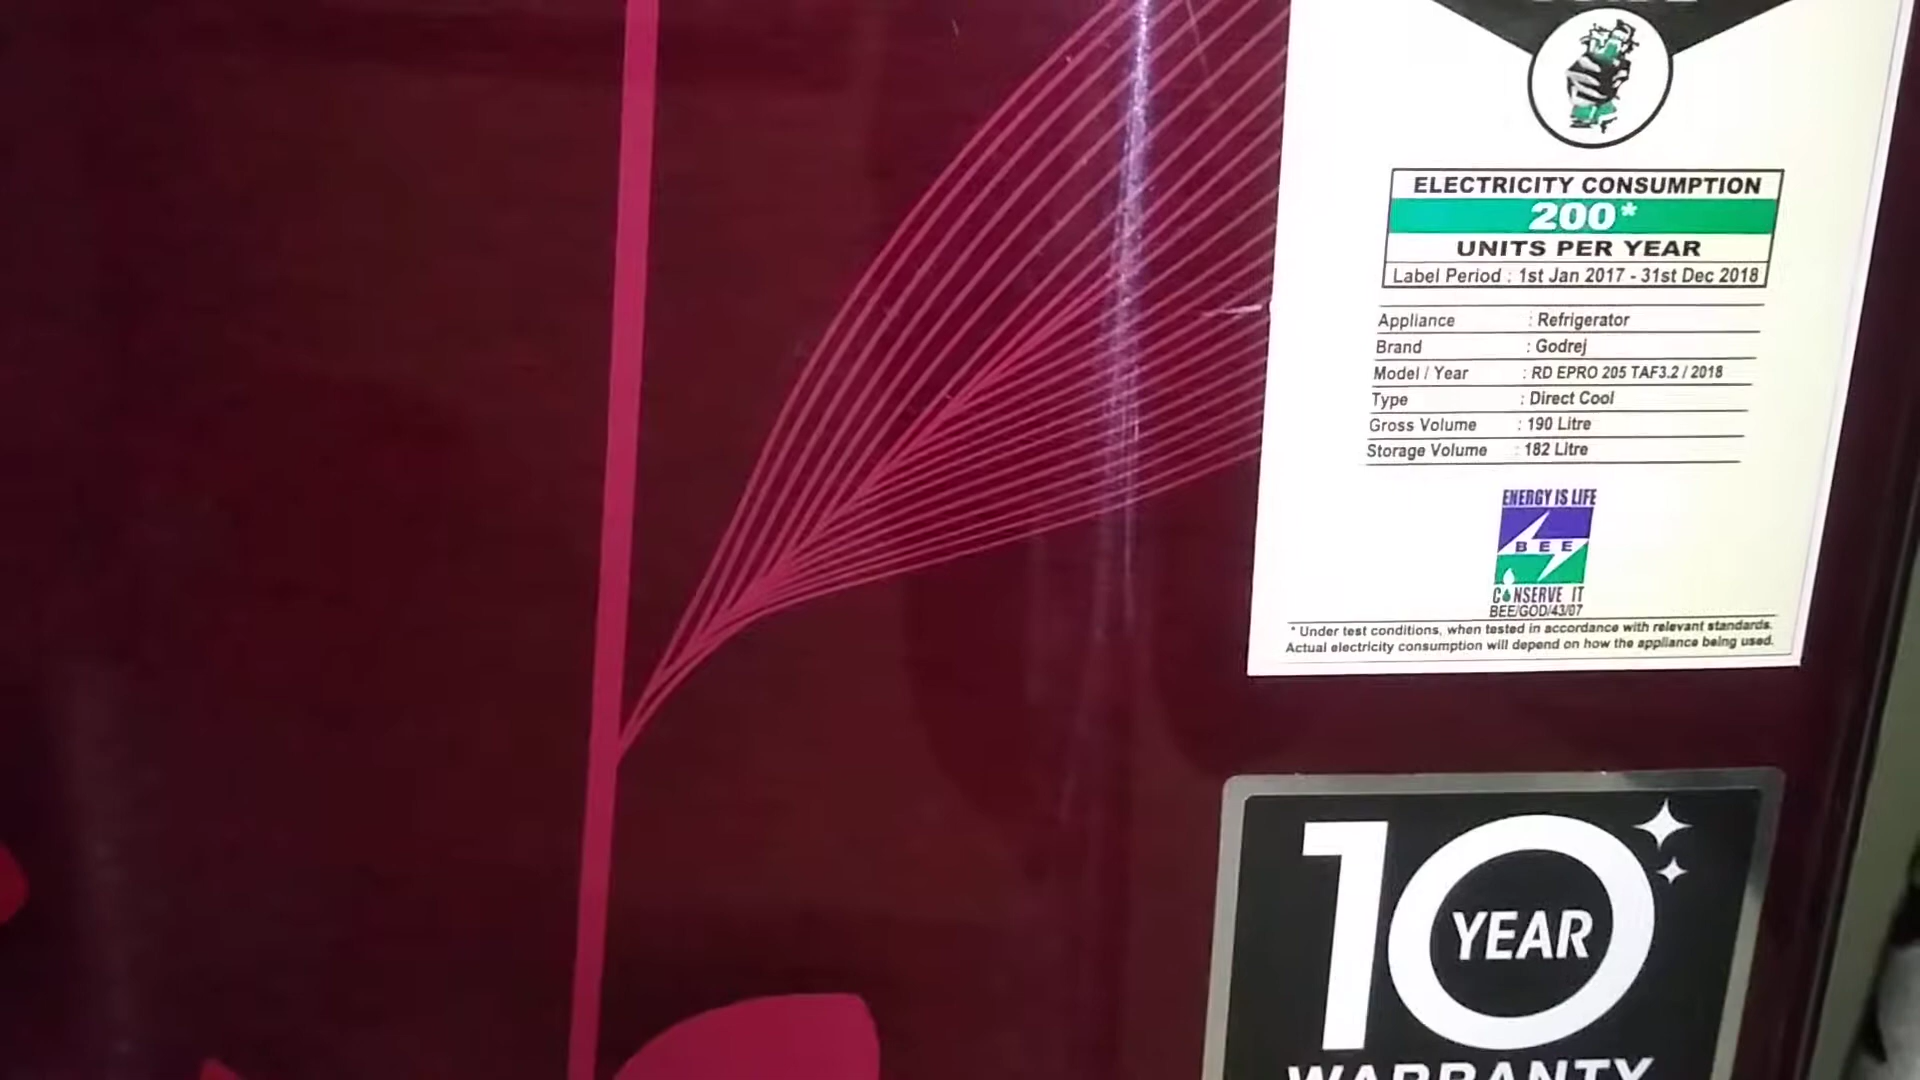 ELECTRICITY CONSUMPTION
200*
UNITS PER YEAR
Label Period : 1st Jan 2017 - 31st Dec 2018
Appliance : Refrigerator
Brand : Godrej
Model / Year : RD EPRO 205 TAF3.2 / 2018
Type : Direct Cool
Gross Volume : 190 Litre
Storage Volume : 182 Litre
ENERGY IS LIFE
BEE
CONSERVE IT
BEE/GOD/43/07
* Under test conditions, when tested in accordance with relevant standards.
Actual electricity consumption will depend on how the appliance being used.
10
YEAR
WARRANTY